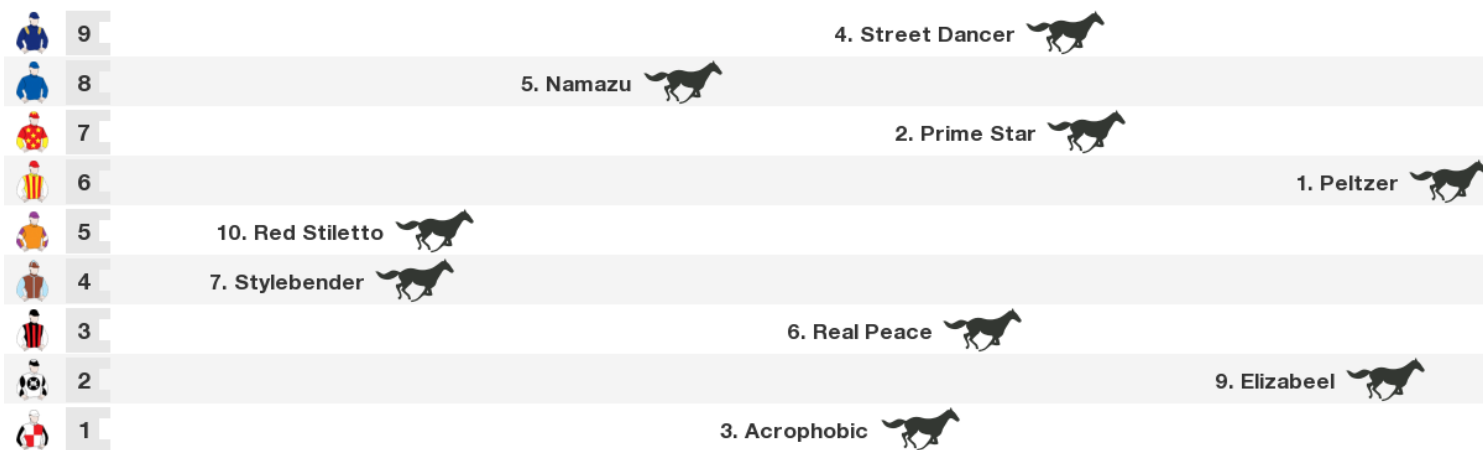 9 4. Street Dancer
8 5. Namazu
7 2. Prime Star
6 1. Peltzer
5 10. Red Stiletto
4 7. Stylebender
3 6. Real Peace
2 9. Elizabeel
1 3. Acrophobic